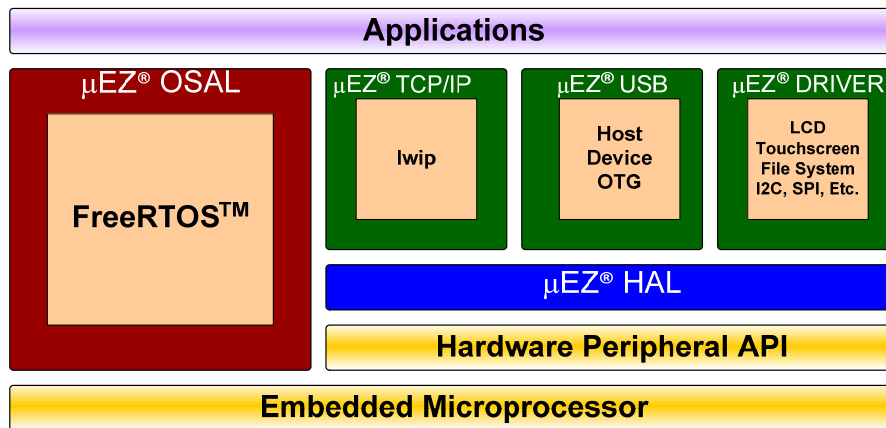 Applications
µEZ® OSAL
FreeRTOS™
µEZ® TCP/IP
lwip
µEZ® USB
Host
Device
OTG
µEZ® DRIVER
LCD
Touchscreen
File System
I2C, SPI, Etc.
µEZ® HAL
Hardware Peripheral API
Embedded Microprocessor